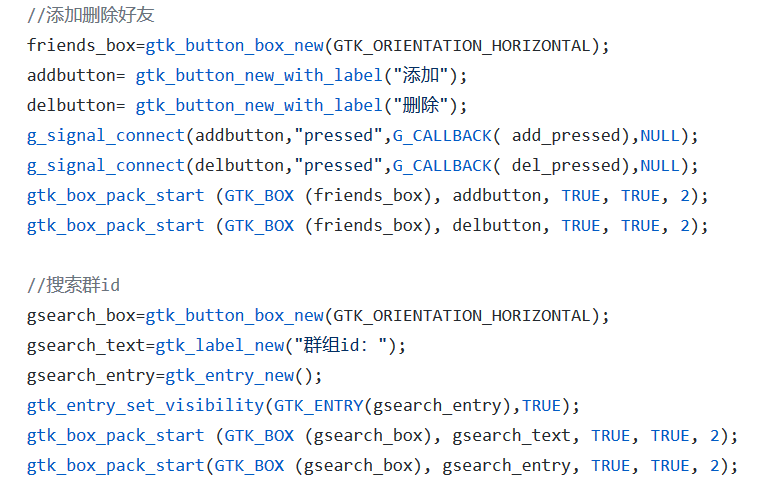 //添加删除好友
friends_box=gtk_button_box_new(GTK_ORIENTATION_HORIZONTAL);
addbutton= gtk_button_new_with_label("添加");
delbutton= gtk_button_new_with_label("删除");
g_signal_connect(addbutton,"pressed",G_CALLBACK( add_pressed),NULL);
g_signal_connect(delbutton,"pressed",G_CALLBACK( del_pressed),NULL);
gtk_box_pack_start (GTK_BOX (friends_box), addbutton, TRUE, TRUE, 2);
gtk_box_pack_start (GTK_BOX (friends_box), delbutton, TRUE, TRUE, 2);
//搜索群id
gsearch_box=gtk_button_box_new(GTK_ORIENTATION_HORIZONTAL);
gsearch_text=gtk_label_new("群组id：");
gsearch_entry=gtk_entry_new();
gtk_entry_set_visibility(GTK_ENTRY(gsearch_entry),TRUE);
gtk_box_pack_start (GTK_BOX (gsearch_box), gsearch_text, TRUE, TRUE, 2);
gtk_box_pack_start(GTK_BOX (gsearch_box), gsearch_entry, TRUE, TRUE, 2);